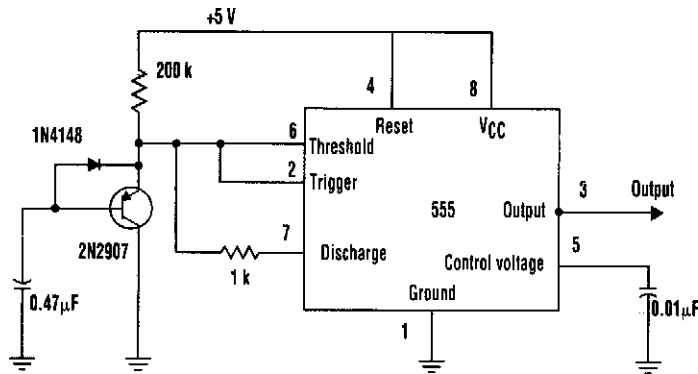 +5 V
200 k
4
8
1N4148
6
Reset
VCC
Threshold
2
Trigger
3
Output
555
Output
7
5
2N2907
Discharge
Control voltage
1 k
Ground
0.47µF
0.01µF
1